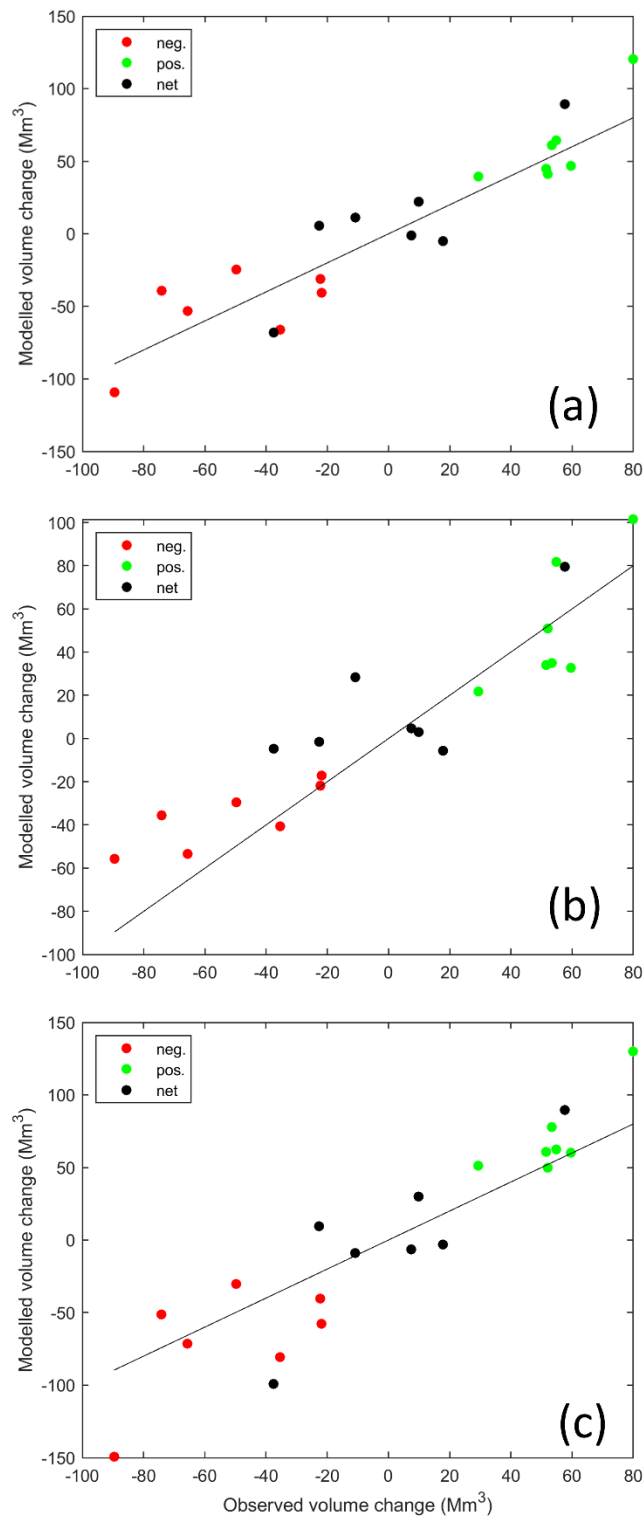 150
100
50
0
-50
-100
-150
Modelled volume change (Mm³)
neg.
pos.
net
(a)
-100 -80 -60 -40 -20 0 20 40 60 80
100
80
60
40
20
0
-20
-40
-60
-80
-100
Modelled volume change (Mm³)
neg.
pos.
net
(b)
-100 -80 -60 -40 -20 0 20 40 60 80
150
100
50
0
-50
-100
-150
Modelled volume change (Mm³)
neg.
pos.
net
(c)
-100 -80 -60 -40 -20 0 20 40 60 80
Observed volume change (Mm³)